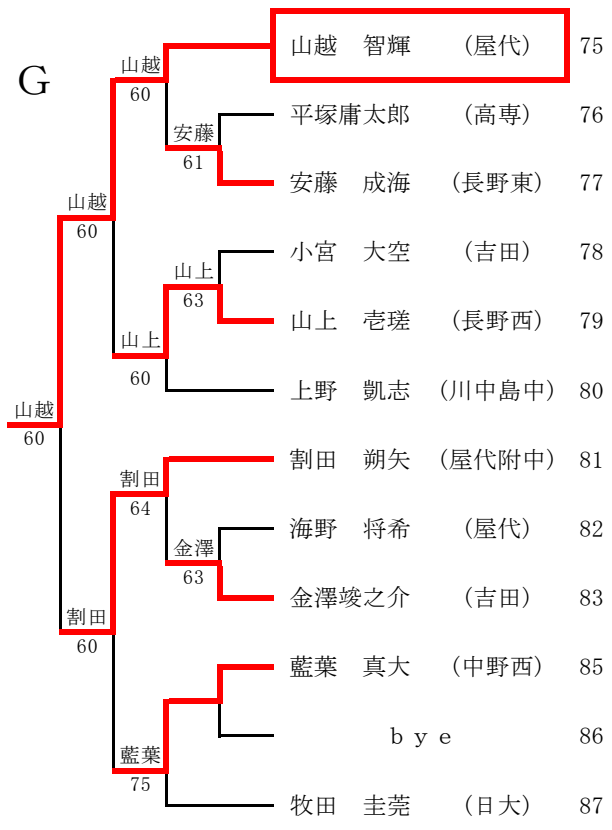 G
山越　智輝　（屋代）　75
平塚庸太郎　（高専）　76
安藤　成海　（長野東）　77
小宮　大空　（吉田）　78
山上　壱瑳　（長野西）　79
上野　凱志　（川中島中）　80
割田　朔矢　（屋代附中）　81
海野　将希　（屋代）　82
金澤竣之介　（吉田）　83
藍葉　真大　（中野西）　85
ｂｙｅ　86
牧田　圭莞　（日大）　87
山越
60
安藤
61
山越
60
山上
63
山上
60
山越
60
割田
64
金澤
63
割田
60
藍葉
75